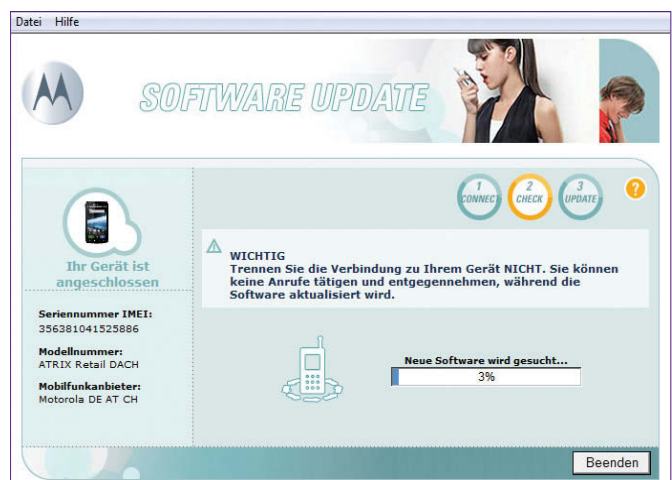 Datei Hilfe
SOFTWARE UPDATE
1 CONNECT
2 CHECK
3 UPDATE
?
Ihr Gerät ist
angeschlossen
Seriennummer IMEI:
356381041525886
Modellnummer:
ATRIX Retail DACH
Mobilfunkanbieter:
Motorola DE AT CH
WICHTIG
Trennen Sie die Verbindung zu Ihrem Gerät NICHT. Sie können
keine Anrufe tätigen und entgegennehmen, während die
Software aktualisiert wird.
Neue Software wird gesucht...
3%
Beenden